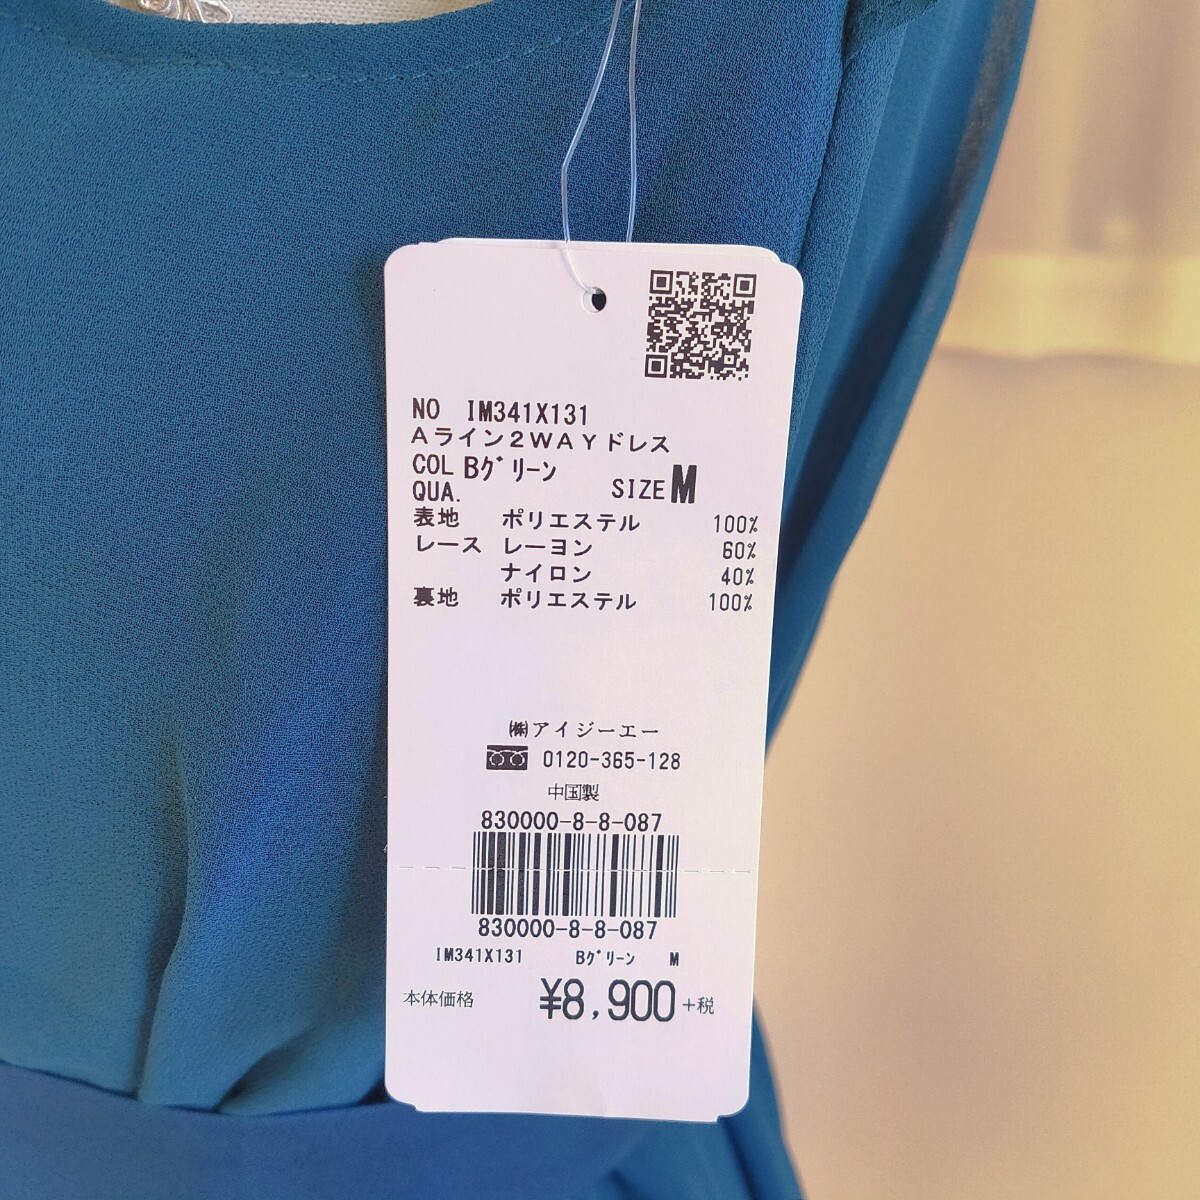 NO IM341X131
Aライン2WAYドレス
COL Bグリーン
QUA. SIZE M
表地 ポリエステル 100%
レース レーヨン 60%
ナイロン 40%
裏地 ポリエステル 100%
㈱アイジーエー
0120-365-128
中国製
830000-8-8-087
830000-8-8-087
IM341X131 Bグリーン M
本体価格 ¥8,900+税